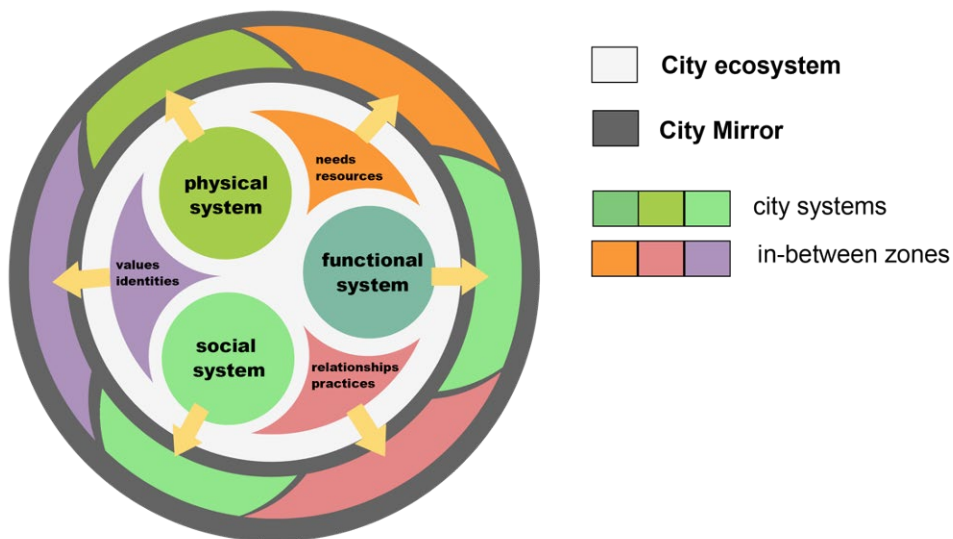 physical
system
needs
resources
values
identities
functional
system
social
system
relationships
practices
City ecosystem
City Mirror
city systems
in-between zones